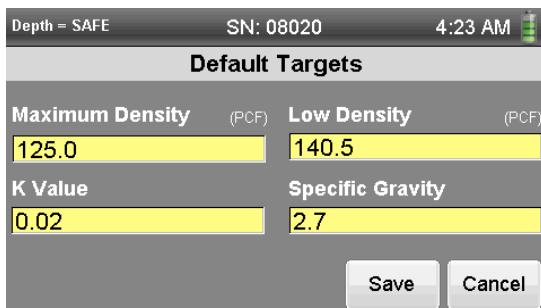 Depth = SAFE SN: 08020 4:23 AM
Default Targets
Maximum Density (PCF) Low Density (PCF)
125.0 140.5
K Value Specific Gravity
0.02 2.7
Save Cancel